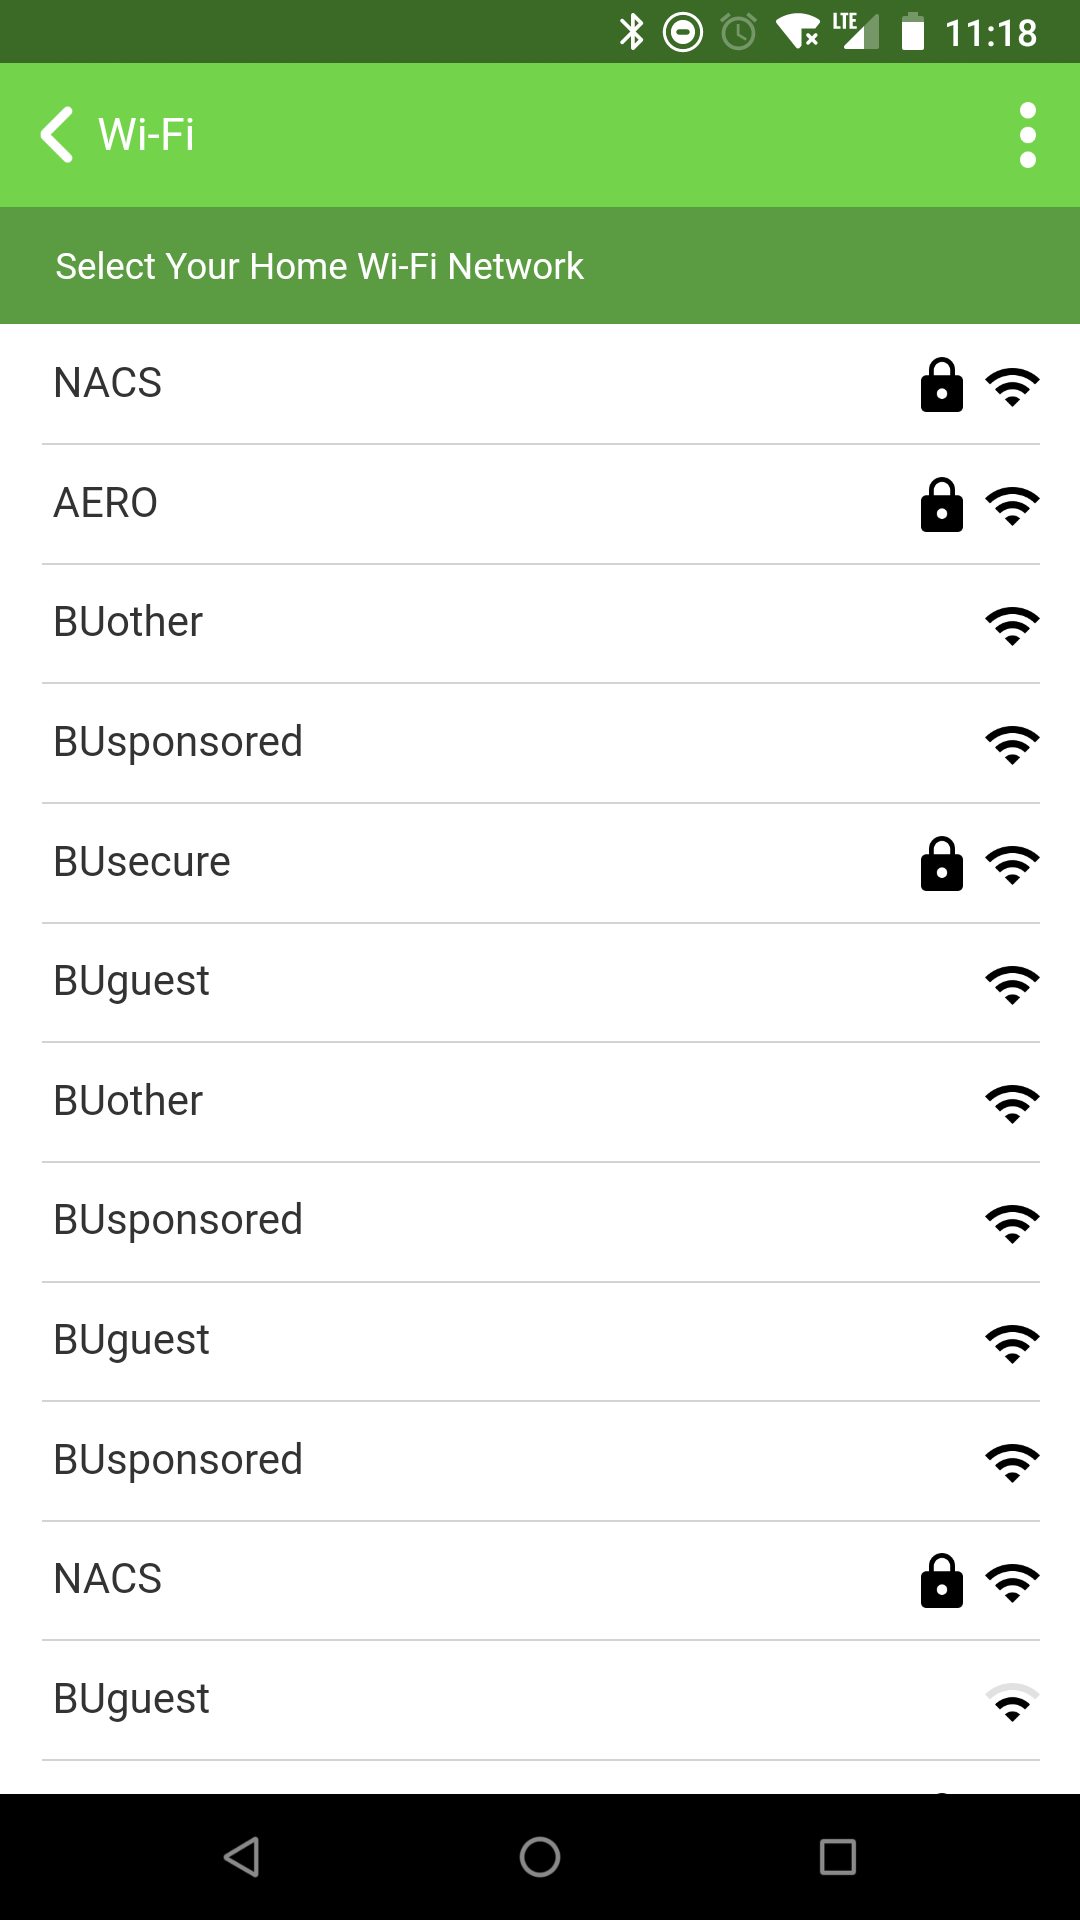 LTE 11:18
Wi-Fi
Select Your Home Wi-Fi Network
NACS
AERO
BUother
BUsponsored
BUsecure
BUguest
BUother
BUsponsored
BUguest
BUsponsored
NACS
BUguest